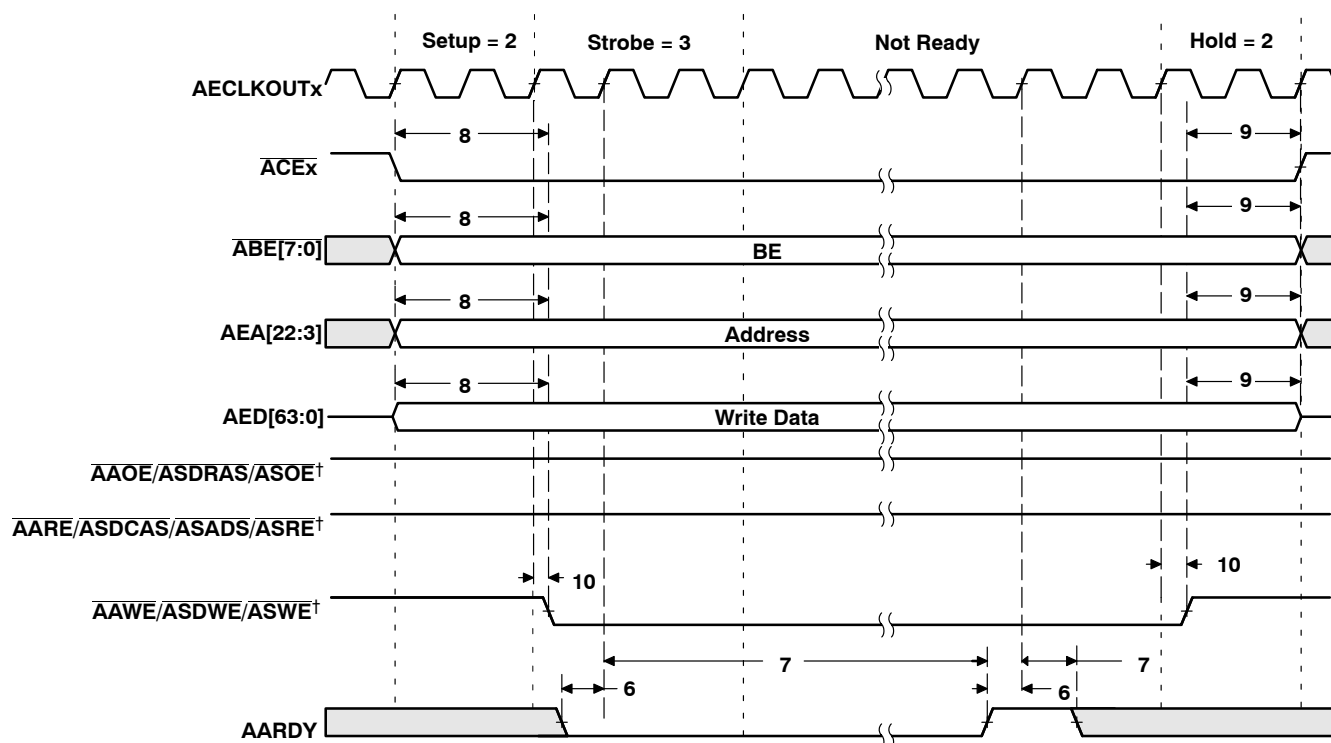 Setup = 2 Strobe = 3 Not Ready Hold = 2
AECLKOUTx
8 9
ACEx
8 9
ABE[7:0] BE
8 9
AEA[22:3] Address
8 9
AED[63:0] Write Data
AAOE/ASDRAS/ASOE†
AARE/ASDCAS/ASADS/ASRE†
10 10
AAWE/ASDWE/ASWE†
7 7
6 6
AARDY